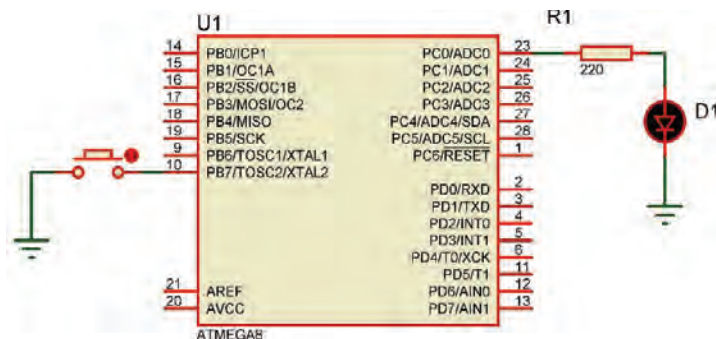 U1
R1
14 PB0/ICP1 PC0/ADC0 23
15 PB1/OC1A PC1/ADC1 24
16 PB2/SS/OC1B PC2/ADC2 25
17 PB3/MOSI/OC2 PC3/ADC3 26
18 PB4/MISO PC4/ADC4/SDA 27
19 PB5/SCK PC5/ADC5/SCL 28
9 PB6/TOSC1/XTAL1 PC6/RESET 1
10 PB7/TOSC2/XTAL2
PD0/RXD 2
PD1/TXD 3
PD2/INT0 4
PD3/INT1 5
PD4/T0/XCK 6
PD5/T1 11
21 AREF PD6/AIN0 12
20 AVCC PD7/AIN1 13
ATMEGA8
220
D1